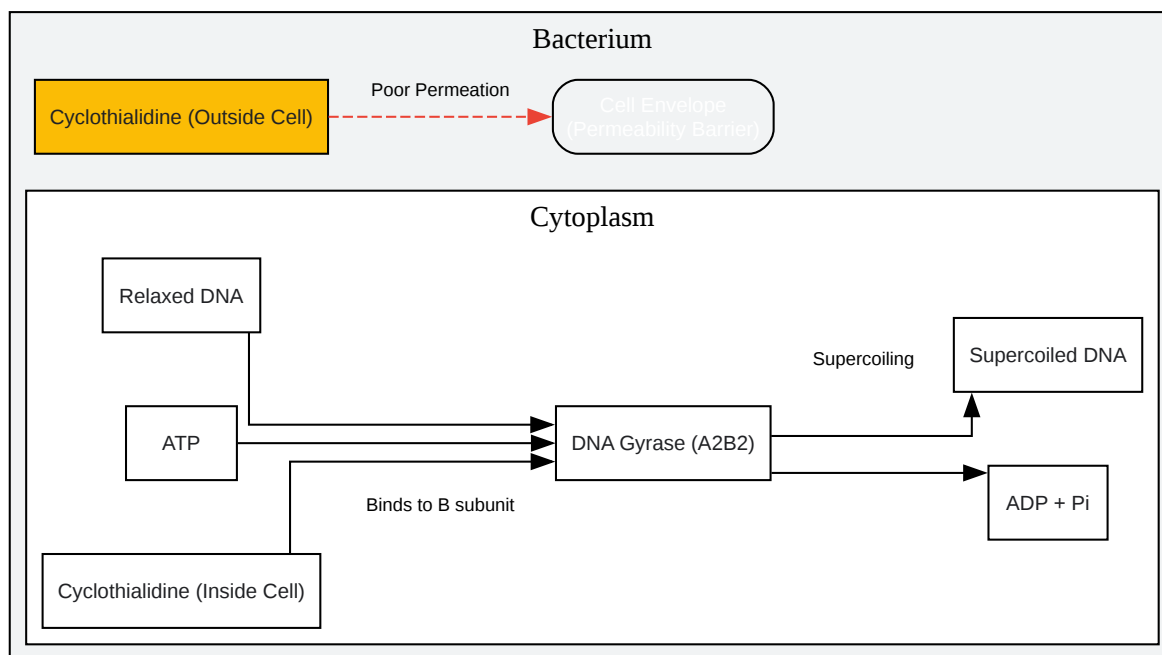 Bacterium
Cyclothialidine (Outside Cell)
Poor Permeation
Cell Envelope
(Permeability Barrier)
Cytoplasm
Relaxed DNA
Supercoiling
Supercoiled DNA
ATP
DNA Gyrase (A2B2)
Binds to B subunit
ADP + Pi
Cyclothialidine (Inside Cell)